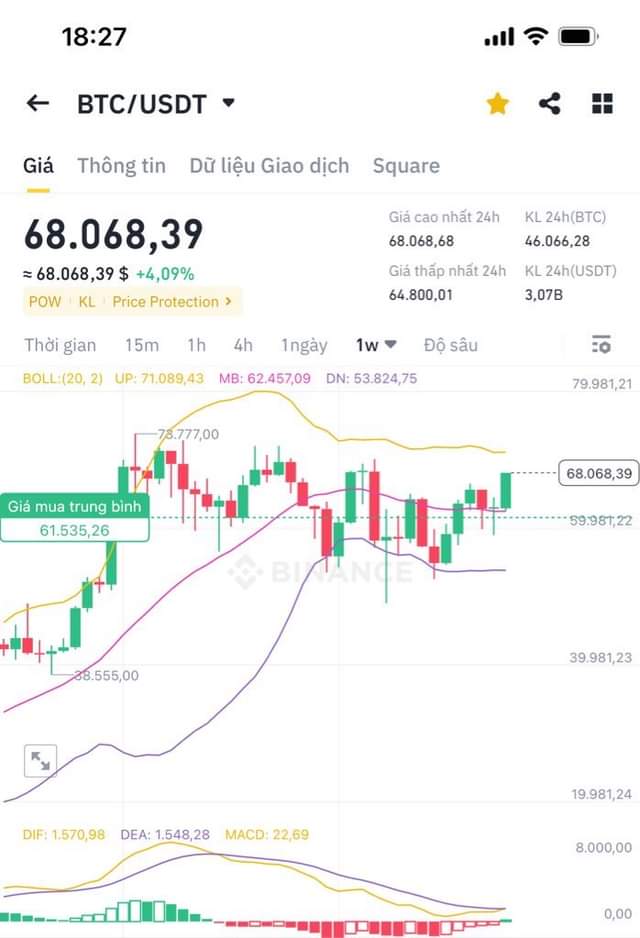 18:27
BTC/USDT
Giá Thông tin Dữ liệu Giao dịch Square
68.068,39
≈ 68.068,39 $ +4,09%
POW KL Price Protection
Giá cao nhất 24h KL 24h(BTC)
68.068,68 46.066,28
Giá thấp nhất 24h KL 24h(USDT)
64.800,01 3,07B
Thời gian 15m 1h 4h 1ngày 1w Độ sâu
BOLL:(20, 2) UP: 71.089,43 MB: 62.457,09 DN: 53.824,75
79.981,21
73.777,00
68.068,39
Giá mua trung bình
61.535,26
59.981,22
BINANCE
39.981,23
38.555,00
19.981,24
DIF: 1.570,98 DEA: 1.548,28 MACD: 22,69
8.000,00
0,00